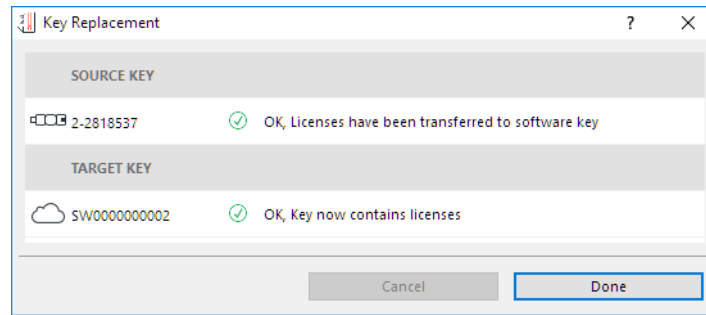 Key Replacement
?
SOURCE KEY
2-2818537 OK, Licenses have been transferred to software key
TARGET KEY
SW0000000002 OK, Key now contains licenses
Cancel Done